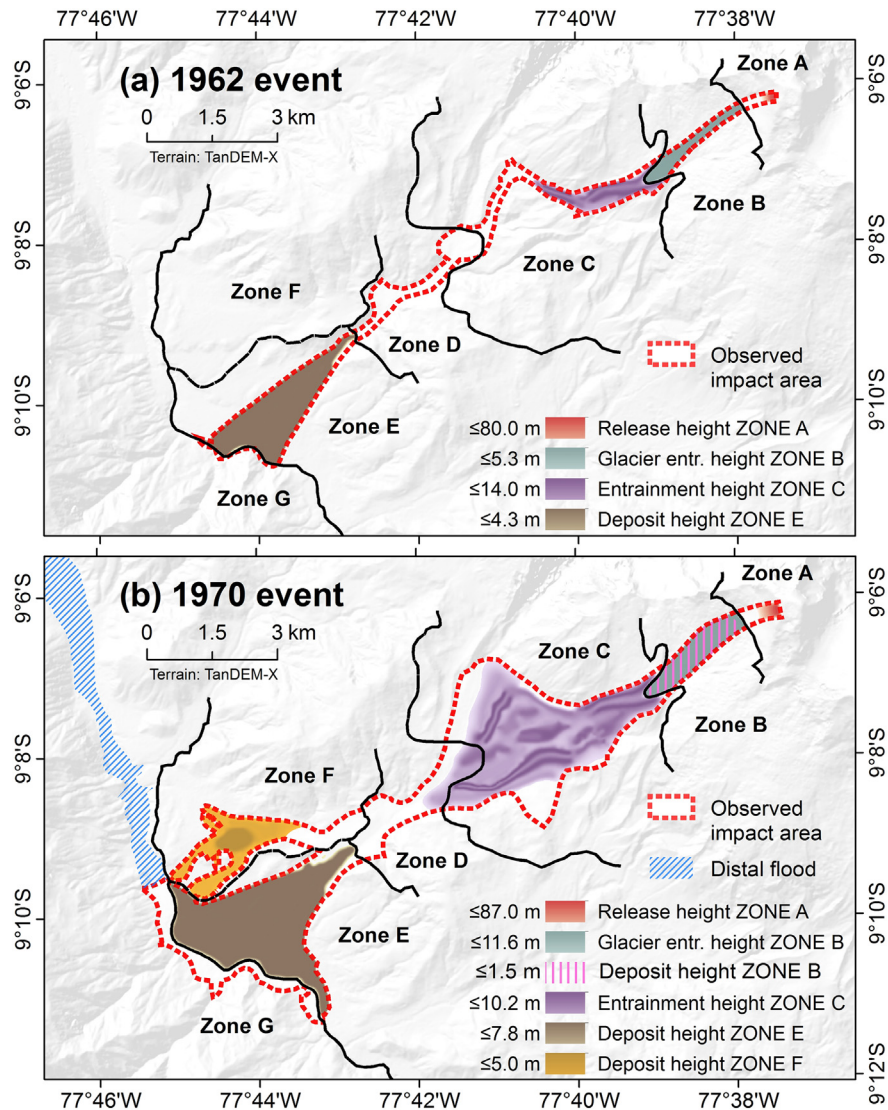 77°46'W 77°44'W 77°42'W 77°40'W 77°38'W
(a) 1962 event
0 1.5 3 km
Terrain: TanDEM-X
Zone A
9°6'S 9°6'S
Zone B
9°8'S 9°8'S
Zone C
Zone F
Zone D
Observed
impact area
9°10'S 9°10'S
Zone E
Zone G
≤80.0 m Release height ZONE A
≤5.3 m Glacier entr. height ZONE B
≤14.0 m Entrainment height ZONE C
≤4.3 m Deposit height ZONE E
(b) 1970 event
0 1.5 3 km
Terrain: TanDEM-X
Zone A
9°6'S 9°6'S
Zone C
Zone B
9°8'S 9°8'S
Zone F
Zone D
Observed
impact area
Distal flood
9°10'S 9°10'S
Zone E
Zone G
≤87.0 m Release height ZONE A
≤11.6 m Glacier entr. height ZONE B
≤1.5 m Deposit height ZONE B
≤10.2 m Entrainment height ZONE C
≤7.8 m Deposit height ZONE E
≤5.0 m Deposit height ZONE F
9°12'S
77°46'W 77°44'W 77°42'W 77°40'W 77°38'W